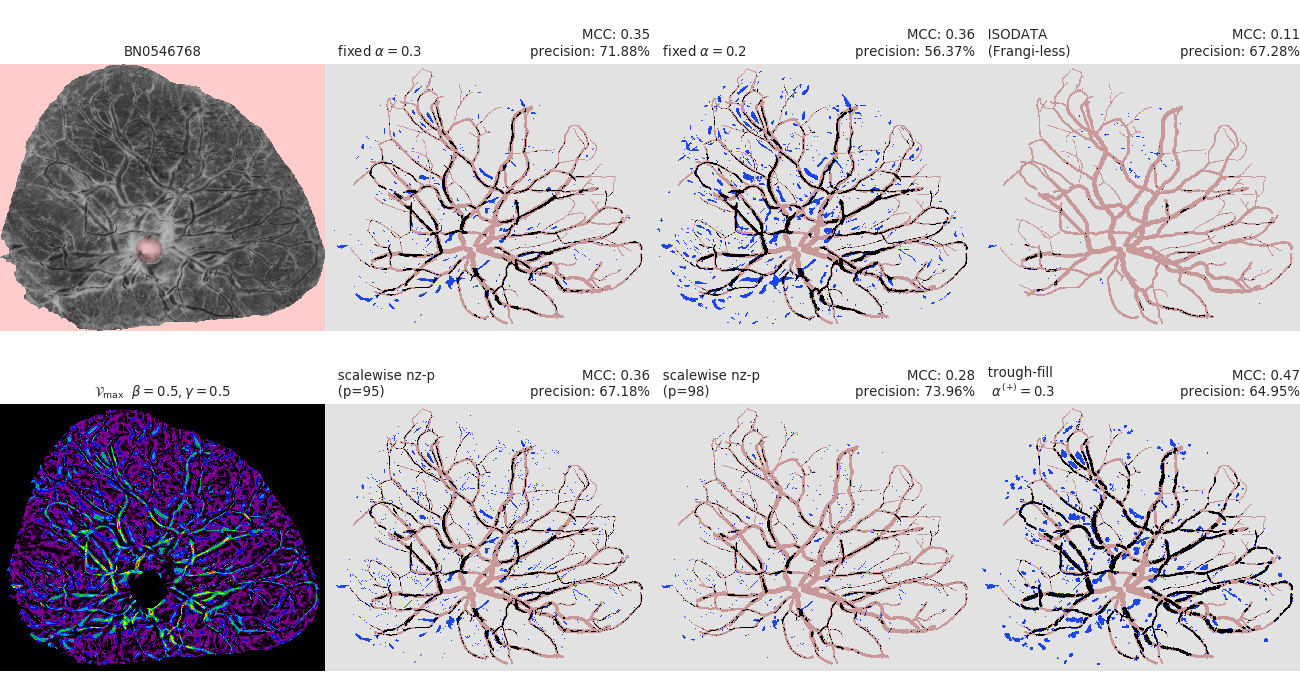 BN0546768
fixed α = 0.3
MCC: 0.35
precision: 71.88%
fixed α = 0.2
MCC: 0.36
precision: 56.37%
ISODATA
(Frangi-less)
MCC: 0.11
precision: 67.28%
𝒱max β = 0.5, γ = 0.5
scalewise nz-p
(p=95)
MCC: 0.36
precision: 67.18%
scalewise nz-p
(p=98)
MCC: 0.28
precision: 73.96%
trough-fill
α(+) = 0.3
MCC: 0.47
precision: 64.95%